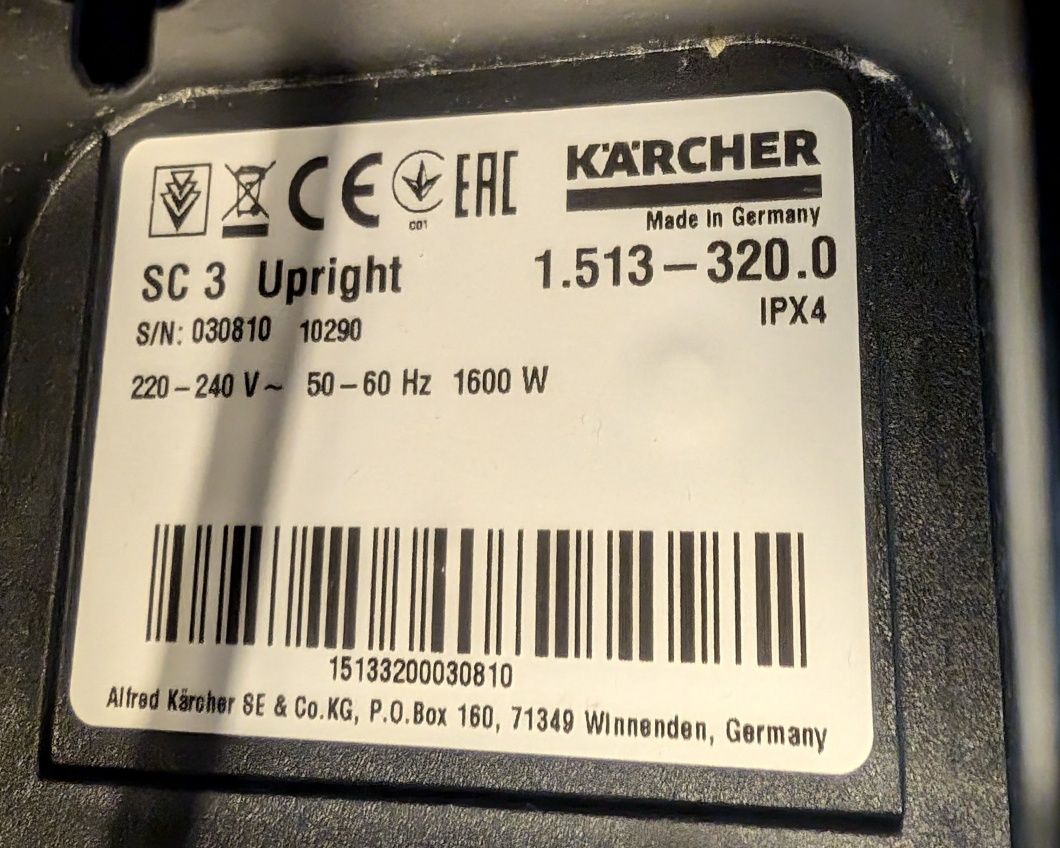 CE 001 EAC KÄRCHER
Made in Germany
SC 3 Upright 1.513-320.0
IPX4
S/N: 030810 10290
220-240 V~ 50-60 Hz 1600 W
15133200030810
Alfred Kärcher SE & Co.KG, P.O.Box 160, 71349 Winnenden, Germany